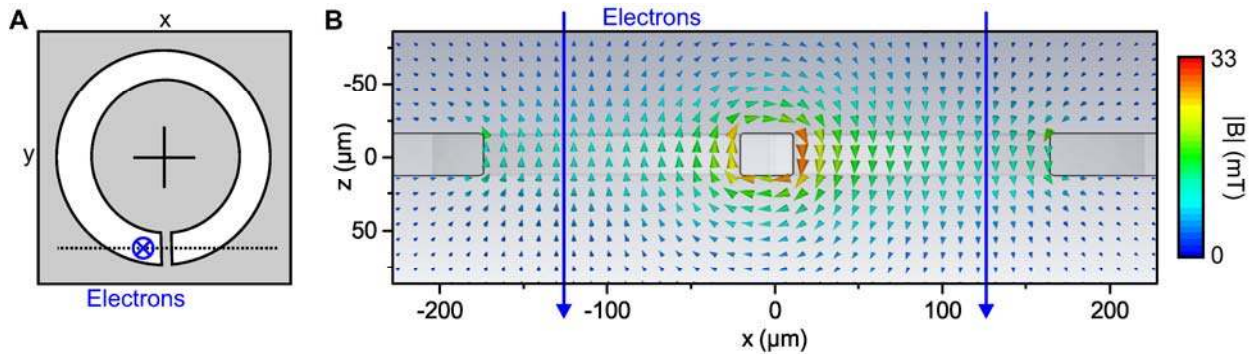 A
x
y
Electrons
B
Electrons
z (µm)
-50
0
50
-200
-100
0
100
200
x (µm)
33
|B| (mT)
0